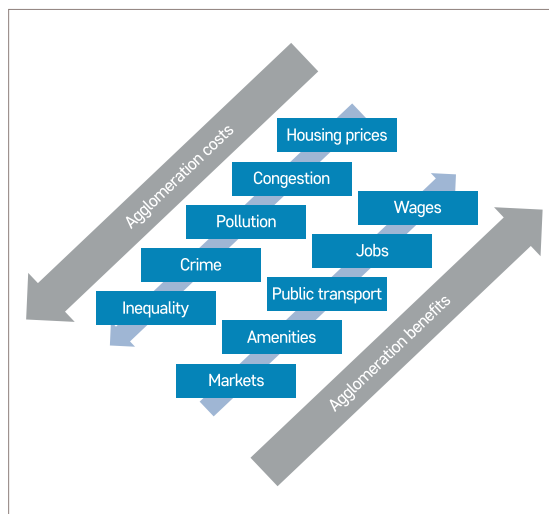 Agglomeration costs
Housing prices
Congestion
Pollution
Crime
Inequality
Wages
Jobs
Public transport
Amenities
Markets
Agglomeration benefits